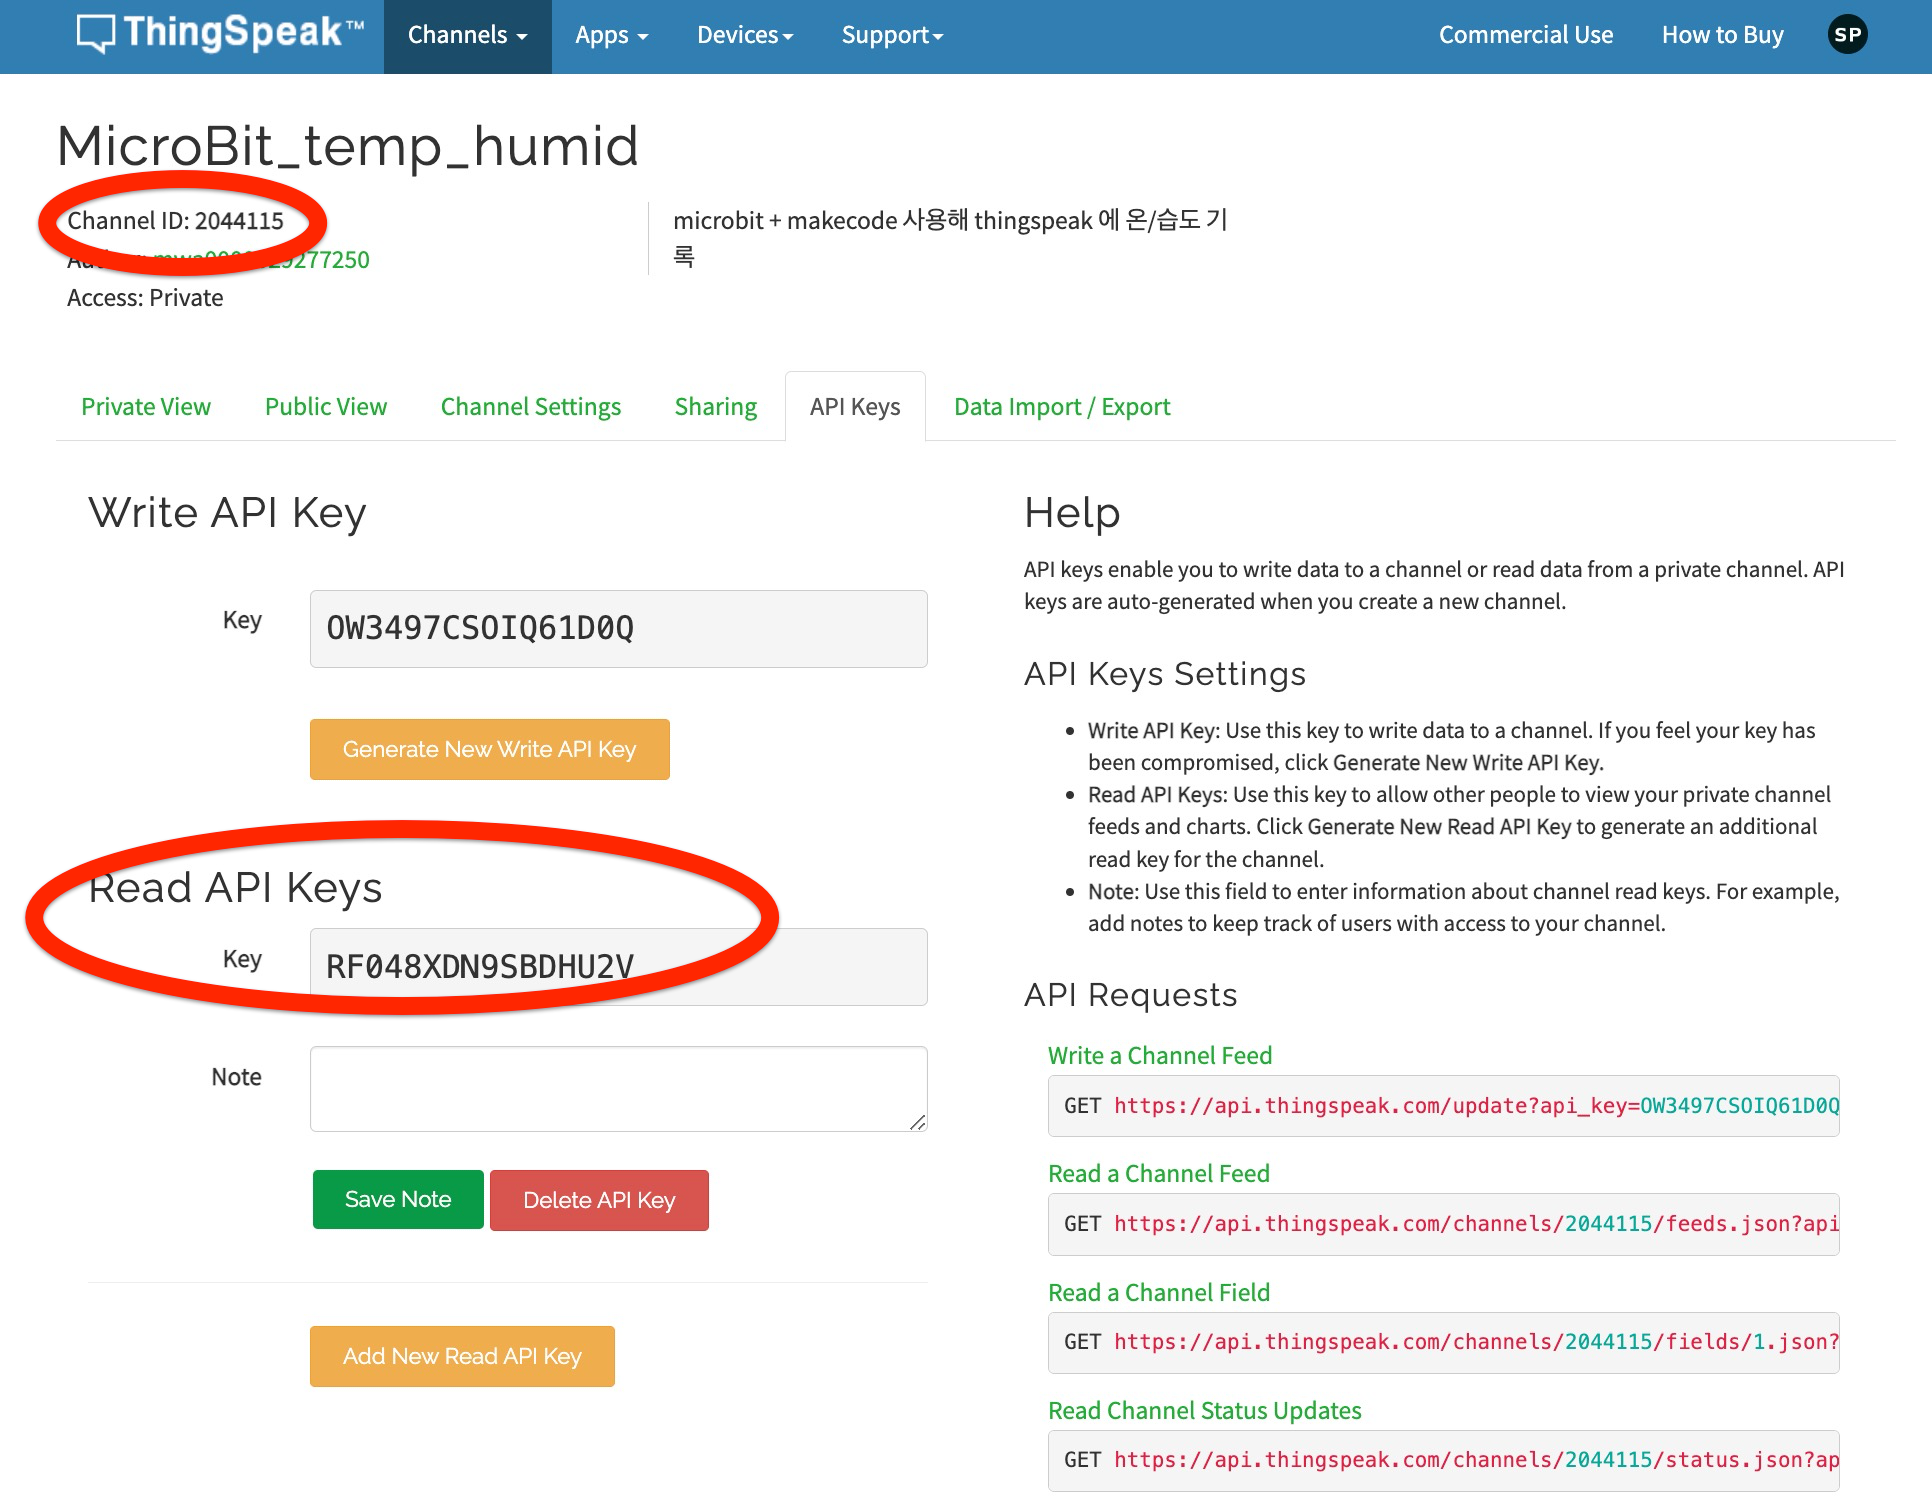 ThingSpeak™
Channels
Apps
Devices
Support
Commercial Use
How to Buy
SP
MicroBit_temp_humid
Channel ID: 2044115
277250
Access: Private
microbit + makecode 사용해 thingspeak 에 온/습도 기
록
Private View
Public View
Channel Settings
Sharing
API Keys
Data Import / Export
Write API Key
Key
OW3497CSOIQ61D0Q
Generate New Write API Key
Read API Keys
Key
RF048XDN9SBDHU2V
Note
Save Note
Delete API Key
Add New Read API Key
Help
API keys enable you to write data to a channel or read data from a private channel. API
keys are auto-generated when you create a new channel.
API Keys Settings
• Write API Key: Use this key to write data to a channel. If you feel your key has
been compromised, click Generate New Write API Key.
• Read API Keys: Use this key to allow other people to view your private channel
feeds and charts. Click Generate New Read API Key to generate an additional
read key for the channel.
• Note: Use this field to enter information about channel read keys. For example,
add notes to keep track of users with access to your channel.
API Requests
Write a Channel Feed
GET https://api.thingspeak.com/update?api_key=OW3497CSOIQ61D0Q
Read a Channel Feed
GET https://api.thingspeak.com/channels/2044115/feeds.json?api
Read a Channel Field
GET https://api.thingspeak.com/channels/2044115/fields/1.json?
Read Channel Status Updates
GET https://api.thingspeak.com/channels/2044115/status.json?ap